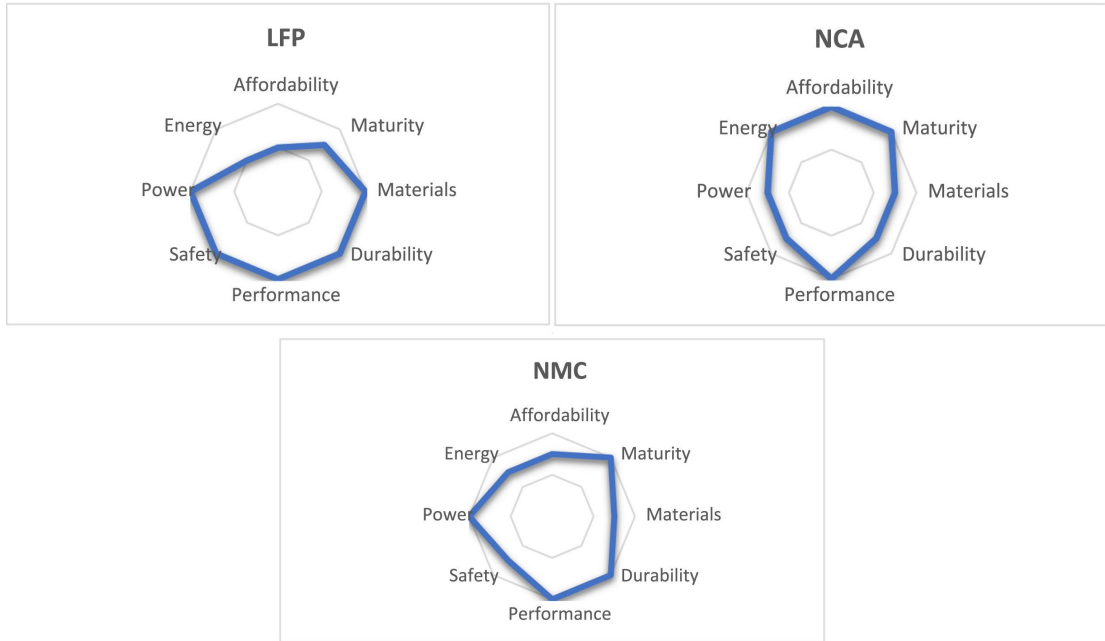 LFP
Affordability
Energy
Maturity
Power
Materials
Safety
Durability
Performance
NCA
Affordability
Energy
Maturity
Power
Materials
Safety
Durability
Performance
NMC
Affordability
Energy
Maturity
Power
Materials
Safety
Durability
Performance